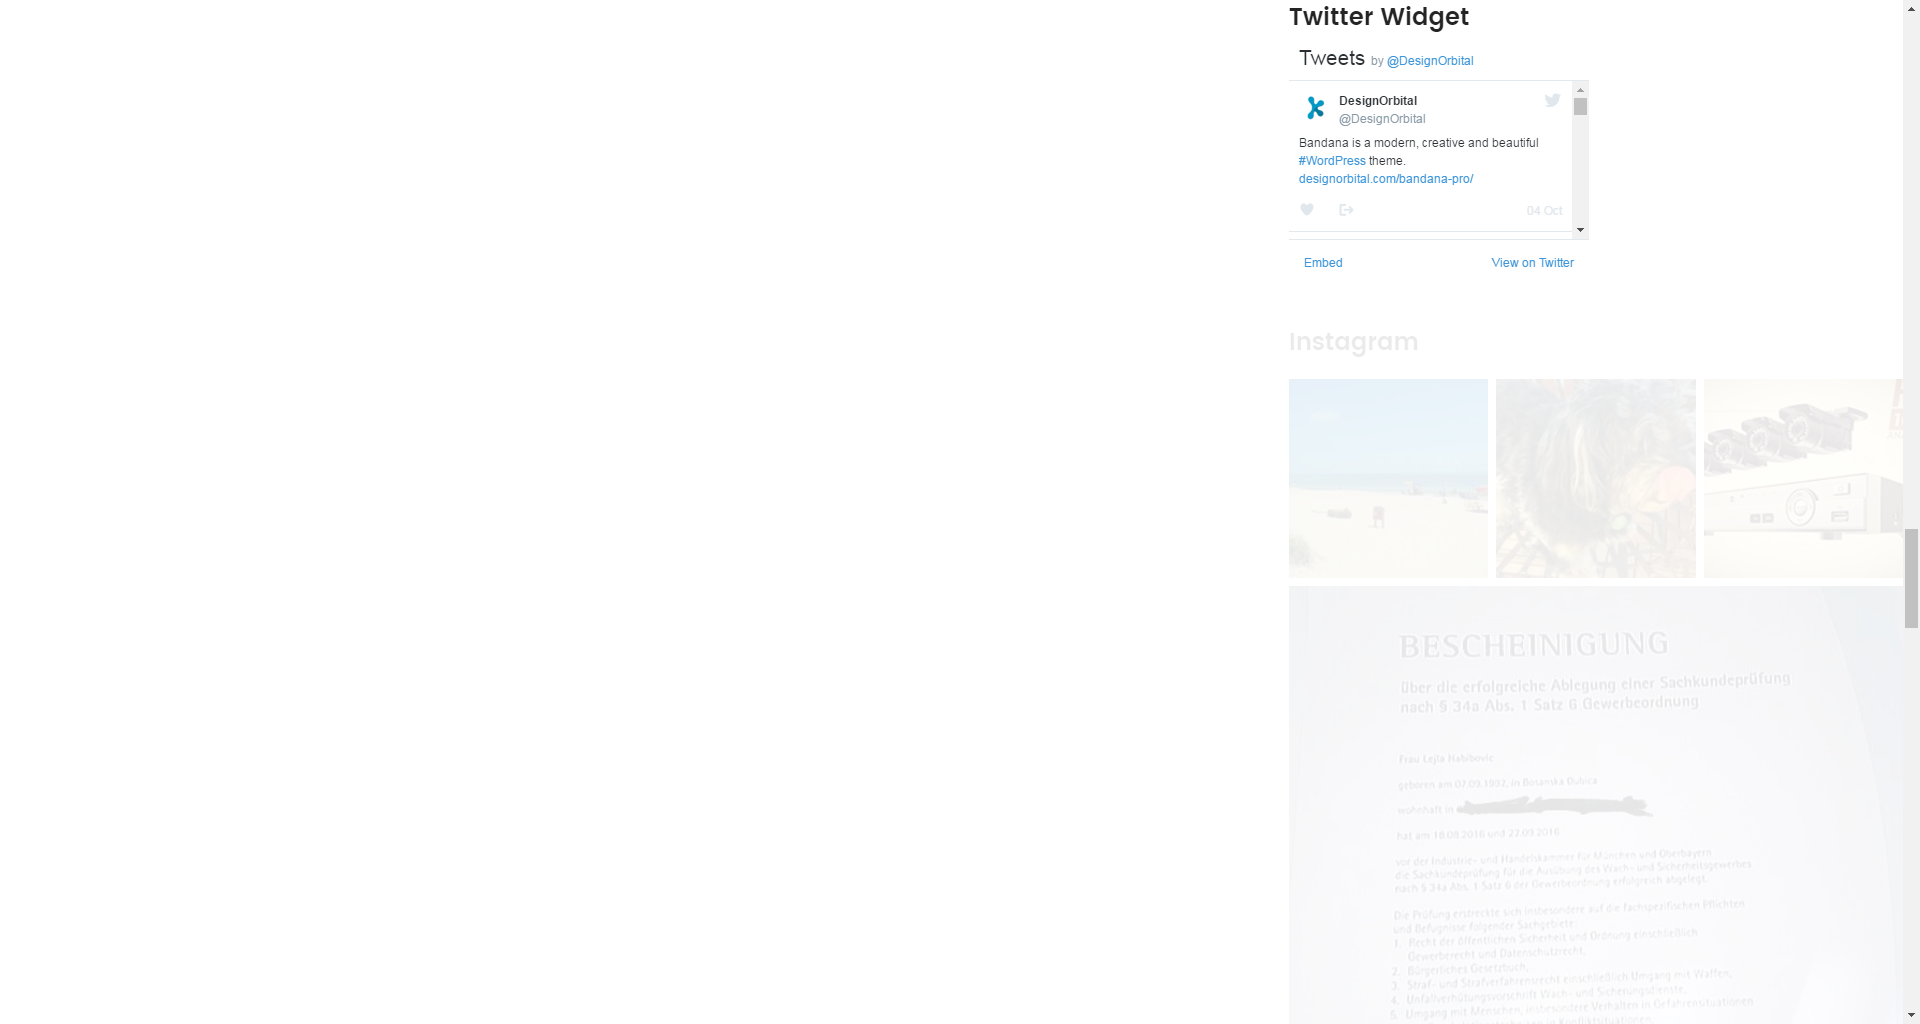 Twitter Widget
Tweets by @DesignOrbital
DesignOrbital
@DesignOrbital
Bandana is a modern, creative and beautiful
#WordPress theme.
designorbital.com/bandana-pro/
04 Oct
Embed
View on Twitter
Instagram
BESCHEINIGUNG
über die erfolgreiche Ablegung einer Sachkundeprüfung
nach § 34a Abs. 1 Satz 6 Gewerbeordnung
Frau Lejla Habibovic
geboren am 07.09.1992, in Bosanska Dubica
wohnhaft in
hat am 18.08.2016 und 22.09.2016
vor der Industrie- und Handelskammer für München und Oberbayern
die Sachkundeprüfung für die Ausübung des Wach- und Sicherheitsgewerbes
nach § 34a Abs. 1 Satz 6 der Gewerbeordnung erfolgreich abgelegt.
Die Prüfung erstreckte sich insbesondere auf die fachspezifischen Pflichten
und Befugnisse folgender Sachgebiete:
1. Recht der öffentlichen Sicherheit und Ordnung einschließlich
Gewerberecht und Datenschutzrecht,
2. Bürgerliches Gesetzbuch,
3. Straf- und Strafverfahrensrecht einschließlich Umgang mit Waffen,
4. Unfallverhütungsvorschrift Wach- und Sicherungsdienste,
5. Umgang mit Menschen, insbesondere Verhalten in Gefahrensituationen